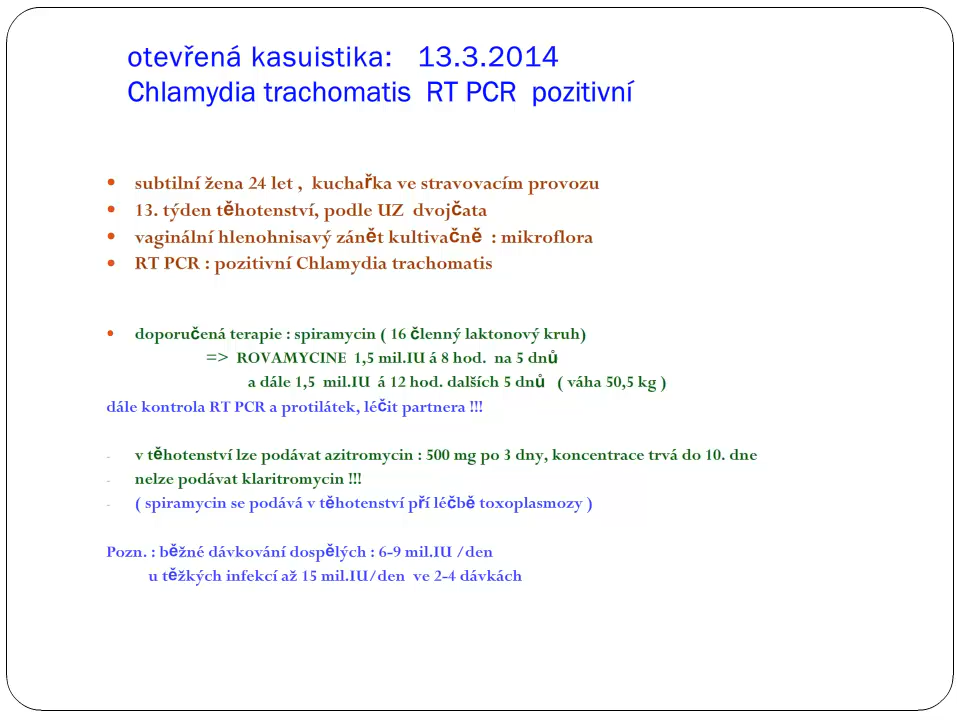 otevřená kasuistika: 13.3.2014
Chlamydia trachomatis RT PCR pozitivní
• subtilní žena 24 let , kuchařka ve stravovacím provozu
• 13. týden těhotenství, podle UZ dvojčata
• vaginální hlenohnisavý zánět kultivačně : mikroflora
• RT PCR : pozitivní Chlamydia trachomatis
• doporučená terapie : spiramycin ( 16 členný laktonový kruh)
=> ROVAMYCINE 1,5 mil.IU á 8 hod. na 5 dnů
a dále 1,5 mil.IU á 12 hod. dalších 5 dnů ( váha 50,5 kg )
dále kontrola RT PCR a protilátek, léčit partnera !!!
- v těhotenství lze podávat azitromycin : 500 mg po 3 dny, koncentrace trvá do 10. dne
- nelze podávat klaritromycin !!!
- ( spiramycin se podává v těhotenství pří léčbě toxoplasmozy )
Pozn. : běžné dávkování dospělých : 6-9 mil.IU /den
u těžkých infekcí až 15 mil.IU/den ve 2-4 dávkách